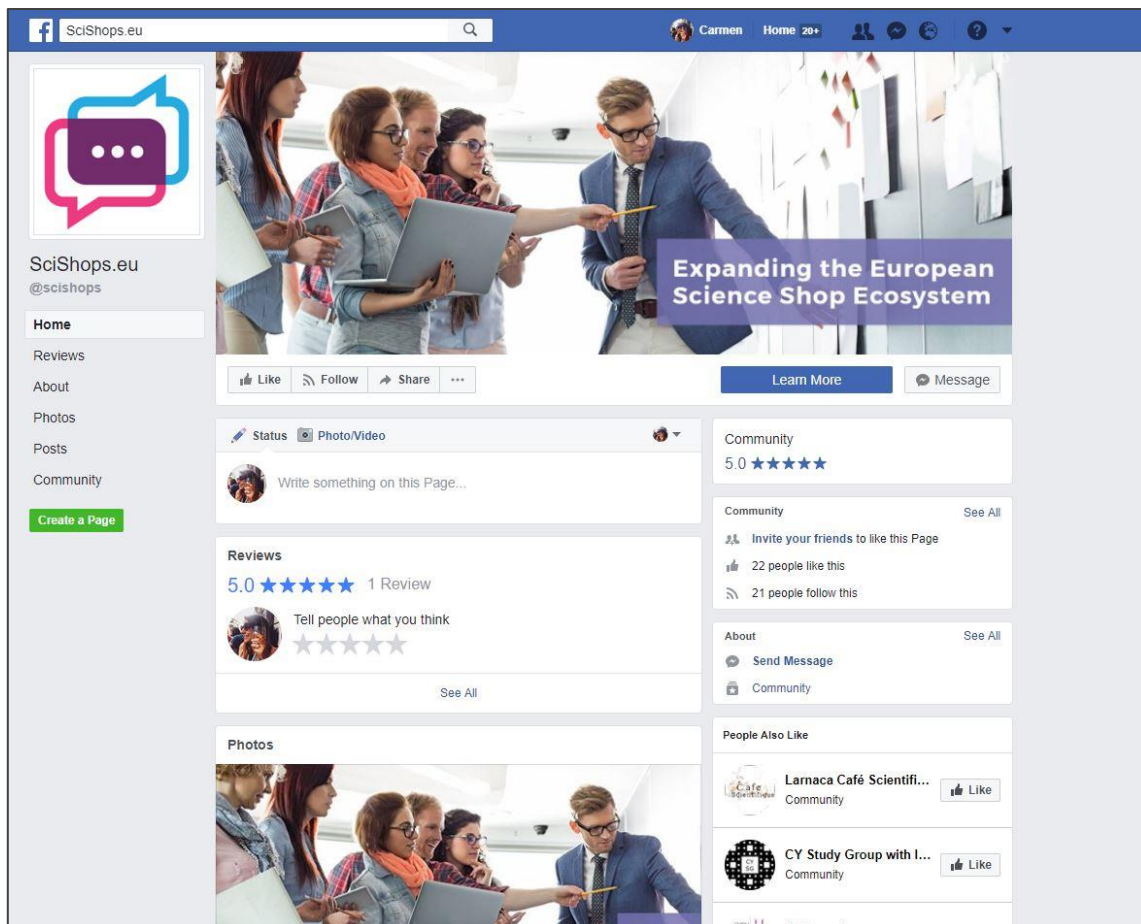 SciShops.eu
Carmen
Home 20+
SciShops.eu
@scishops
Home
Reviews
About
Photos
Posts
Community
Create a Page
Expanding the European
Science Shop Ecosystem
Like
Follow
Share
Learn More
Message
Status
Photo/Video
Write something on this Page...
Reviews
5.0
1 Review
Tell people what you think
See All
Photos
Community
5.0
Community
See All
Invite your friends to like this Page
22 people like this
21 people follow this
About
See All
Send Message
Community
People Also Like
Café
Scientifique
Larnaca Café Scientifi...
Community
Like
CY
SG
CY Study Group with I...
Community
Like